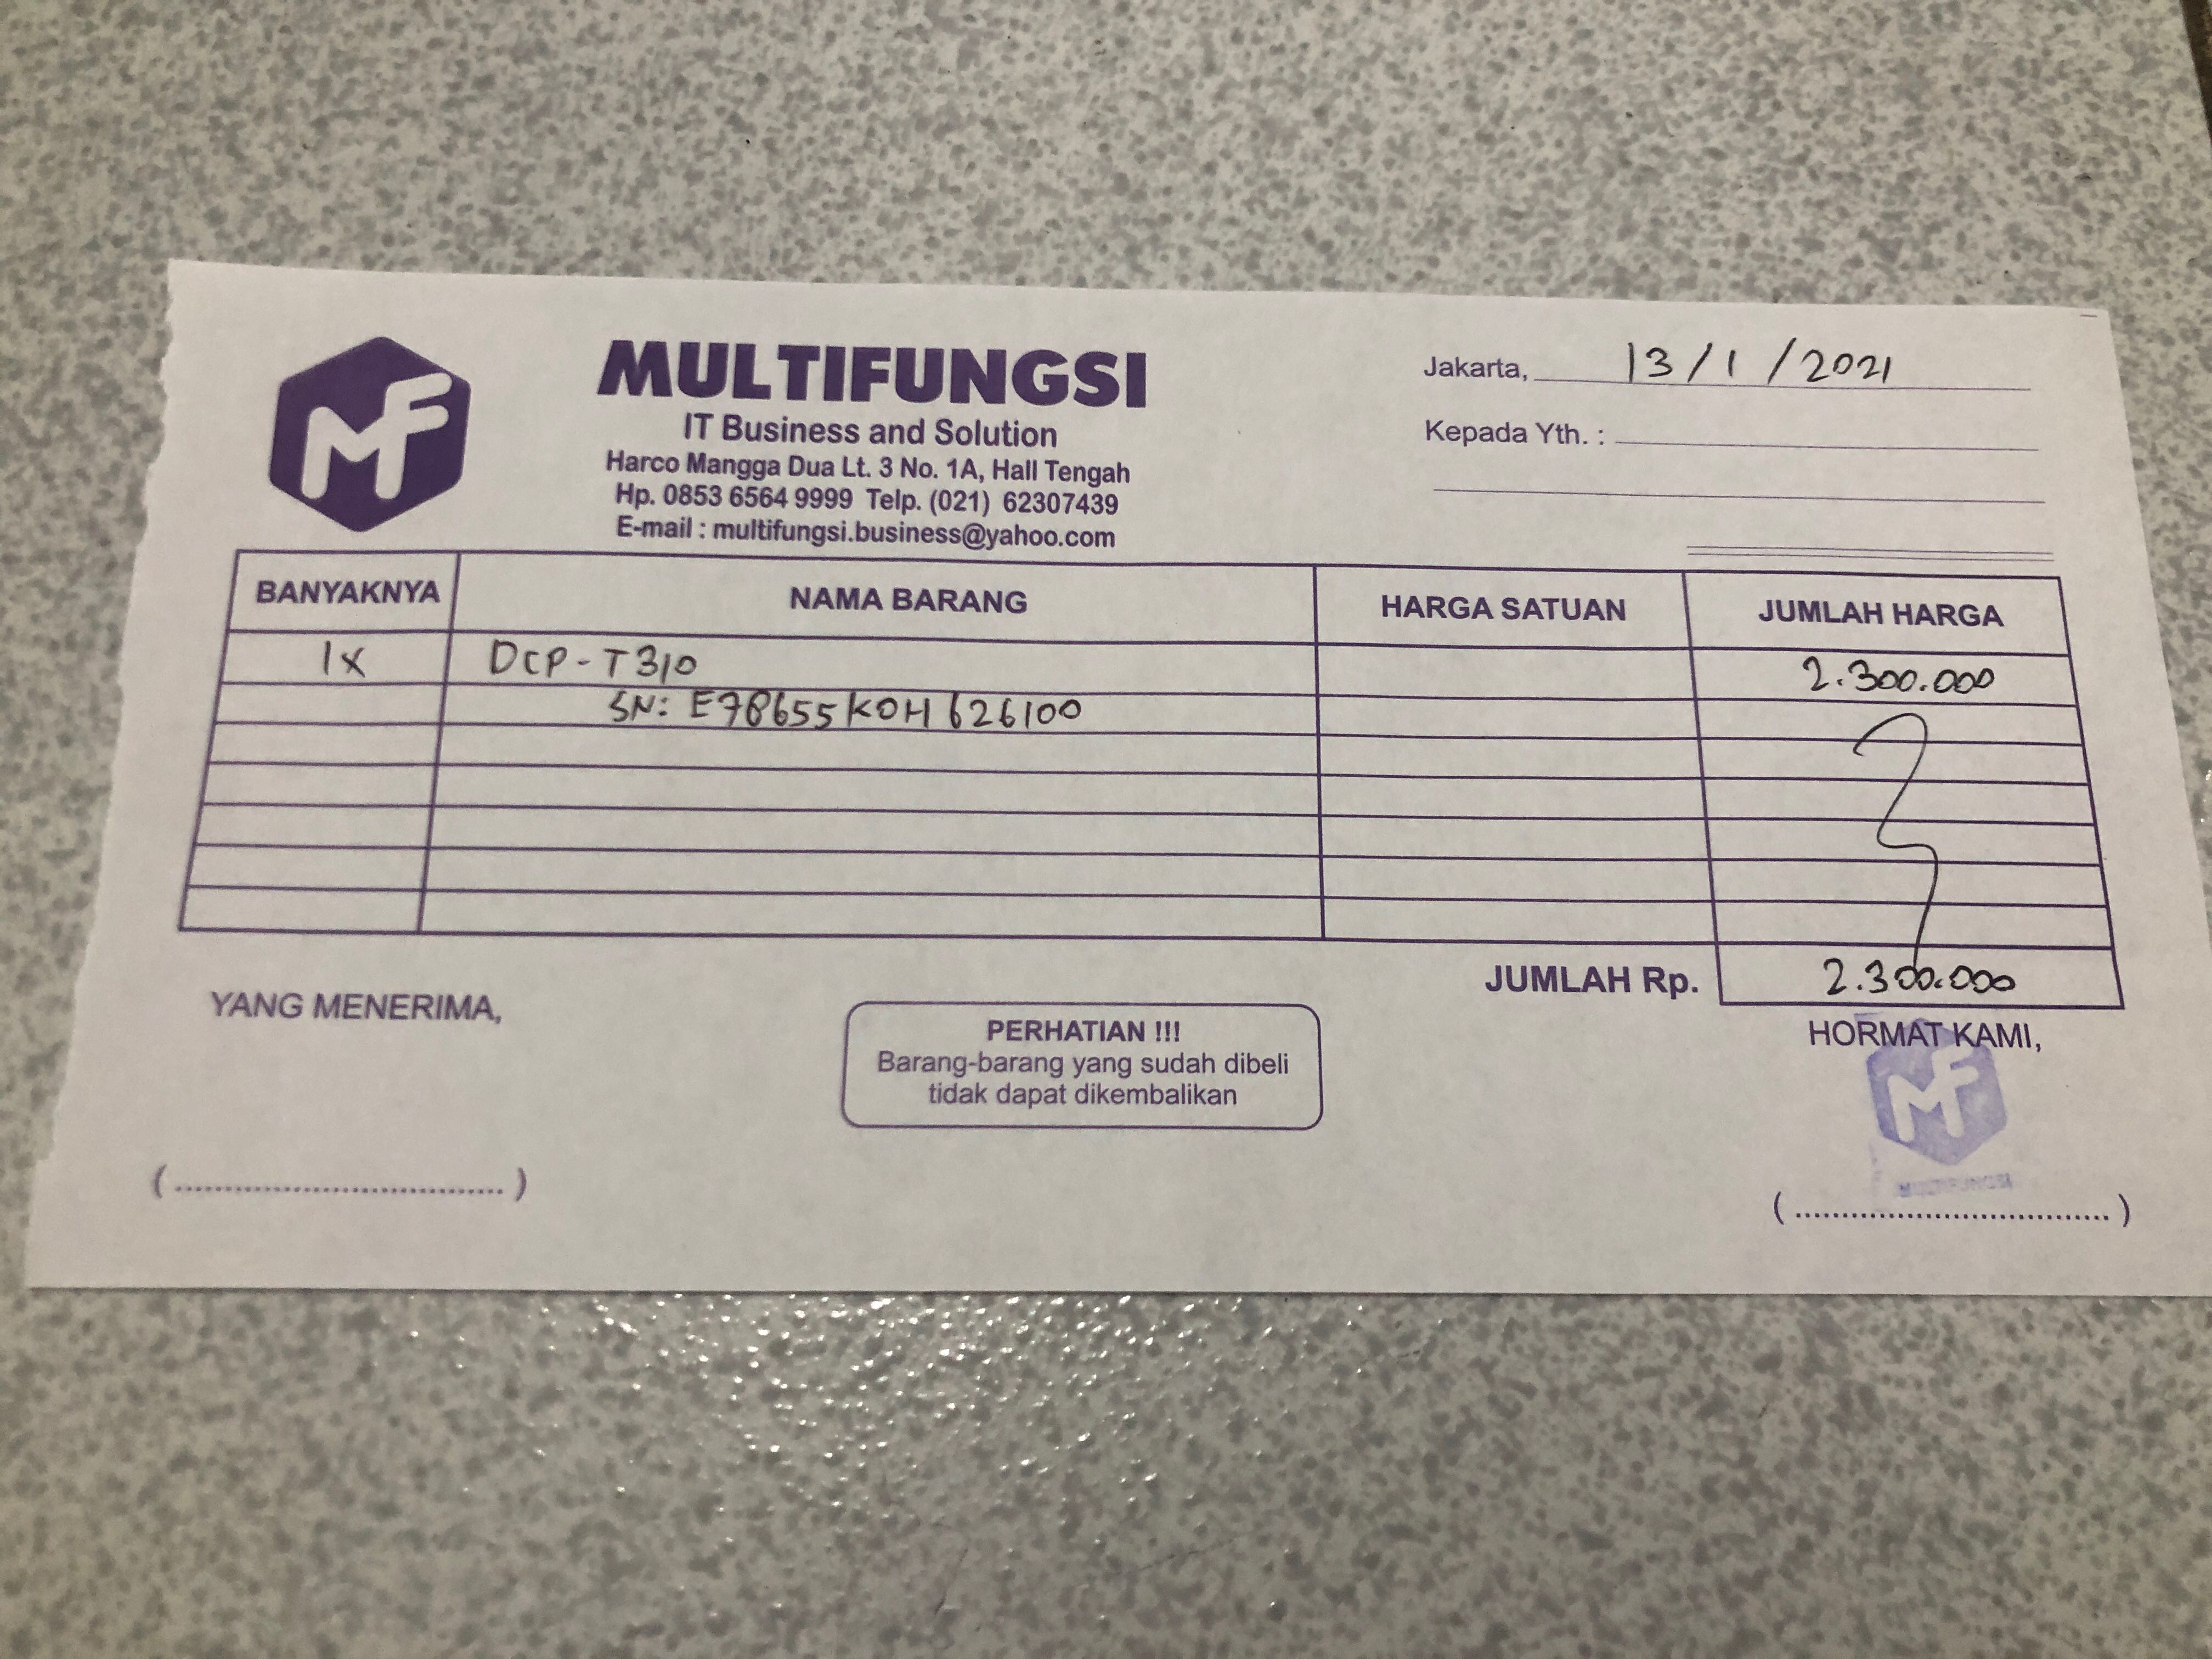 MF
MULTIFUNGSI
IT Business and Solution
Harco Mangga Dua Lt. 3 No. 1A, Hall Tengah
Hp. 0853 6564 9999 Telp. (021) 62307439
E-mail : multifungsi.business@yahoo.com
Jakarta, 13/1/2021
Kepada Yth. :
BANYAKNYA NAMA BARANG HARGA SATUAN JUMLAH HARGA
1x DCP-T310 2.300.000
SN: E78655K0H626100
JUMLAH Rp. 2.300.000
YANG MENERIMA,
PERHATIAN !!!
Barang-barang yang sudah dibeli
tidak dapat dikembalikan
HORMAT KAMI,
MF
MULTIFUNGSI
(..................................)
(..................................)